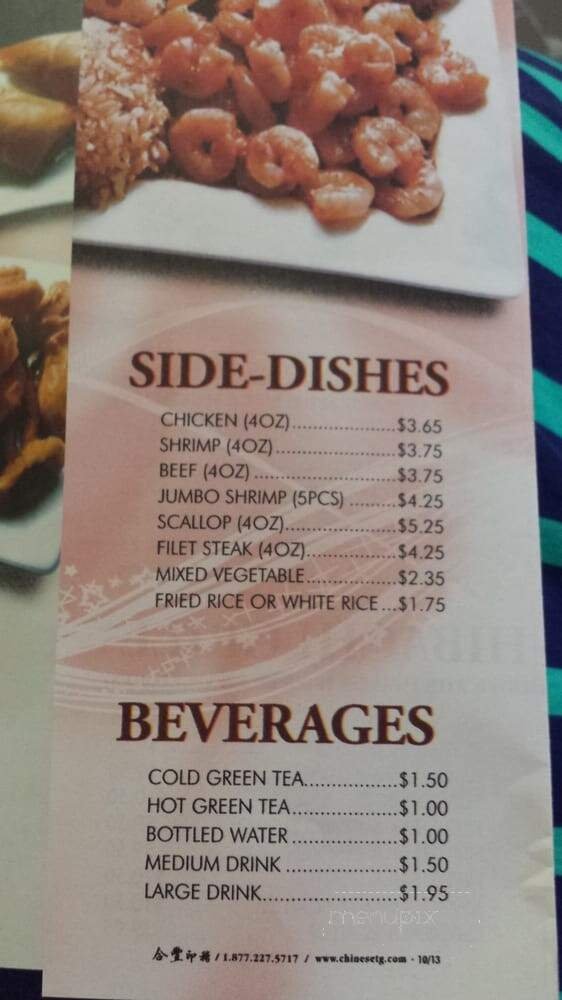 SIDE-DISHES
CHICKEN (4OZ)....................$3.65
SHRIMP (4OZ).......................$3.75
BEEF (4OZ) ...........................$3.75
JUMBO SHRIMP (5PCS) ........$4.25
SCALLOP (4OZ).....................$5.25
FILET STEAK (4OZ).................$4.25
MIXED VEGETABLE.................$2.35
FRIED RICE OR WHITE RICE...$1.75
BEVERAGES
COLD GREEN TEA.................$1.50
HOT GREEN TEA...................$1.00
BOTTLED WATER ...................$1.00
MEDIUM DRINK ....................$1.50
LARGE DRINK........................$1.95
menupix
合豐印務 / 1.877.227.5717 / www.chinesetg.com - 10/13